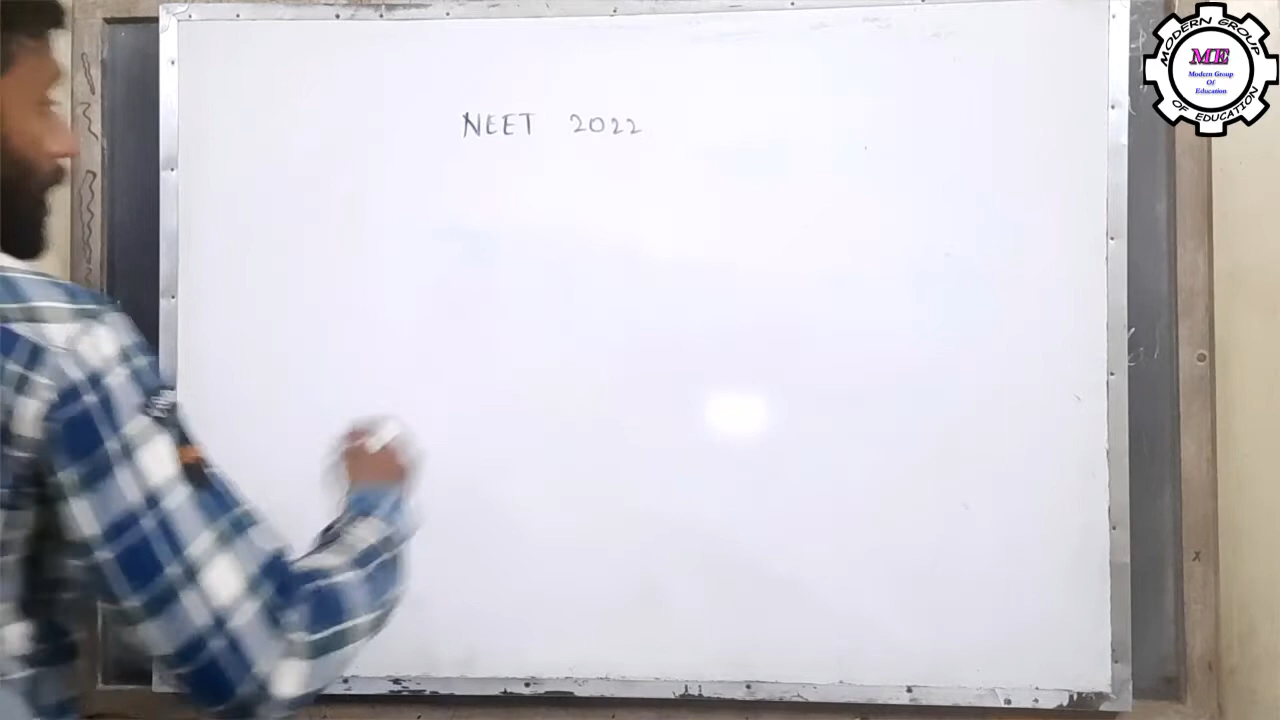 NEET 2022
MODERN GROUP
ME
Modern Group
Of
Education
OF EDUCATION
x